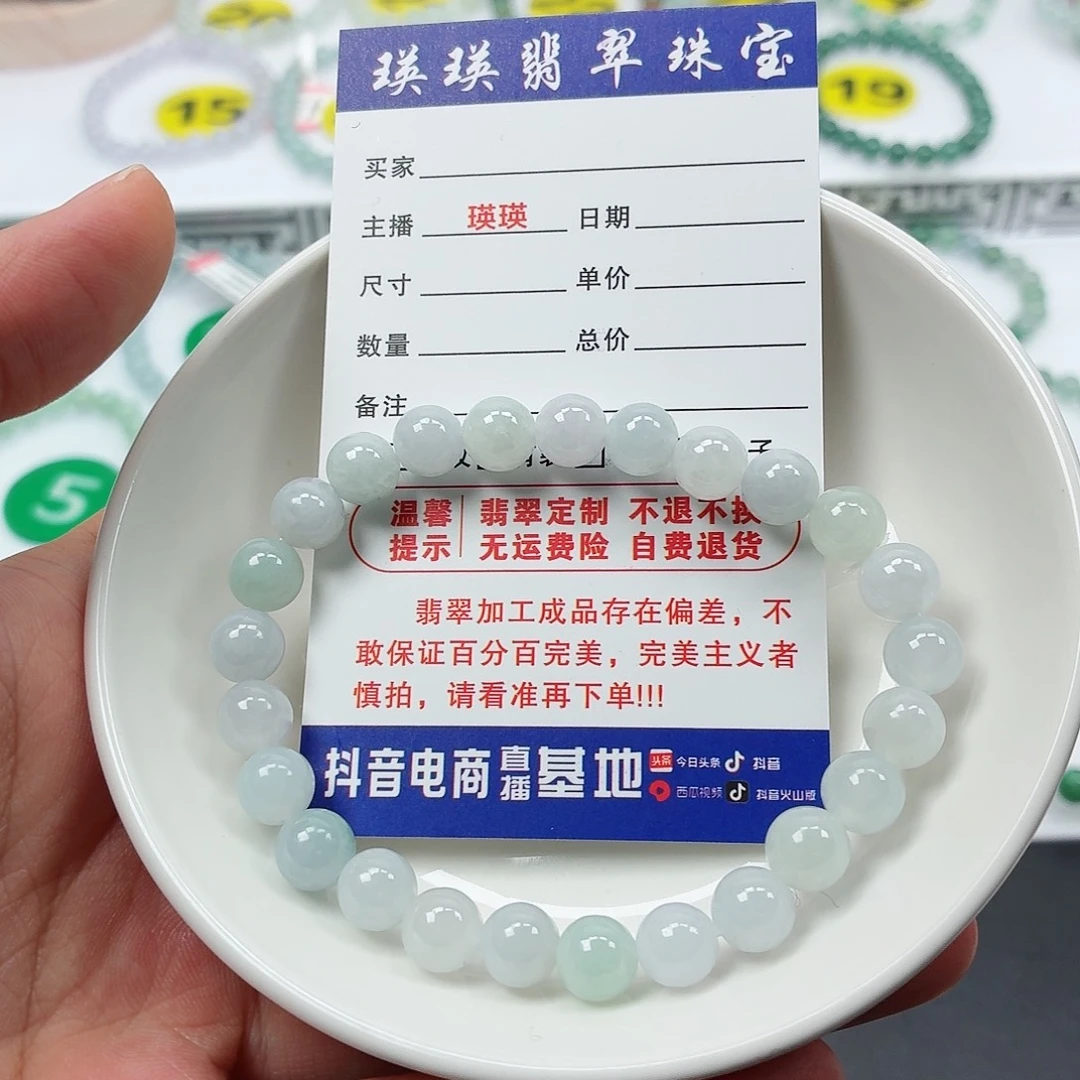 瑛瑛翡翠珠宝
15
19
买家
主播 瑛瑛 日期
尺寸 单价
数量 总价
备注
子
温馨提示 翡翠定制 不退不换
无运费险 自费退货
翡翠加工成品存在偏差，不
敢保证百分百完美，完美主义者
慎拍，请看准再下单!!!
抖音电商直播基地 头条 今日头条 抖音
西瓜视频 抖音火山版
5